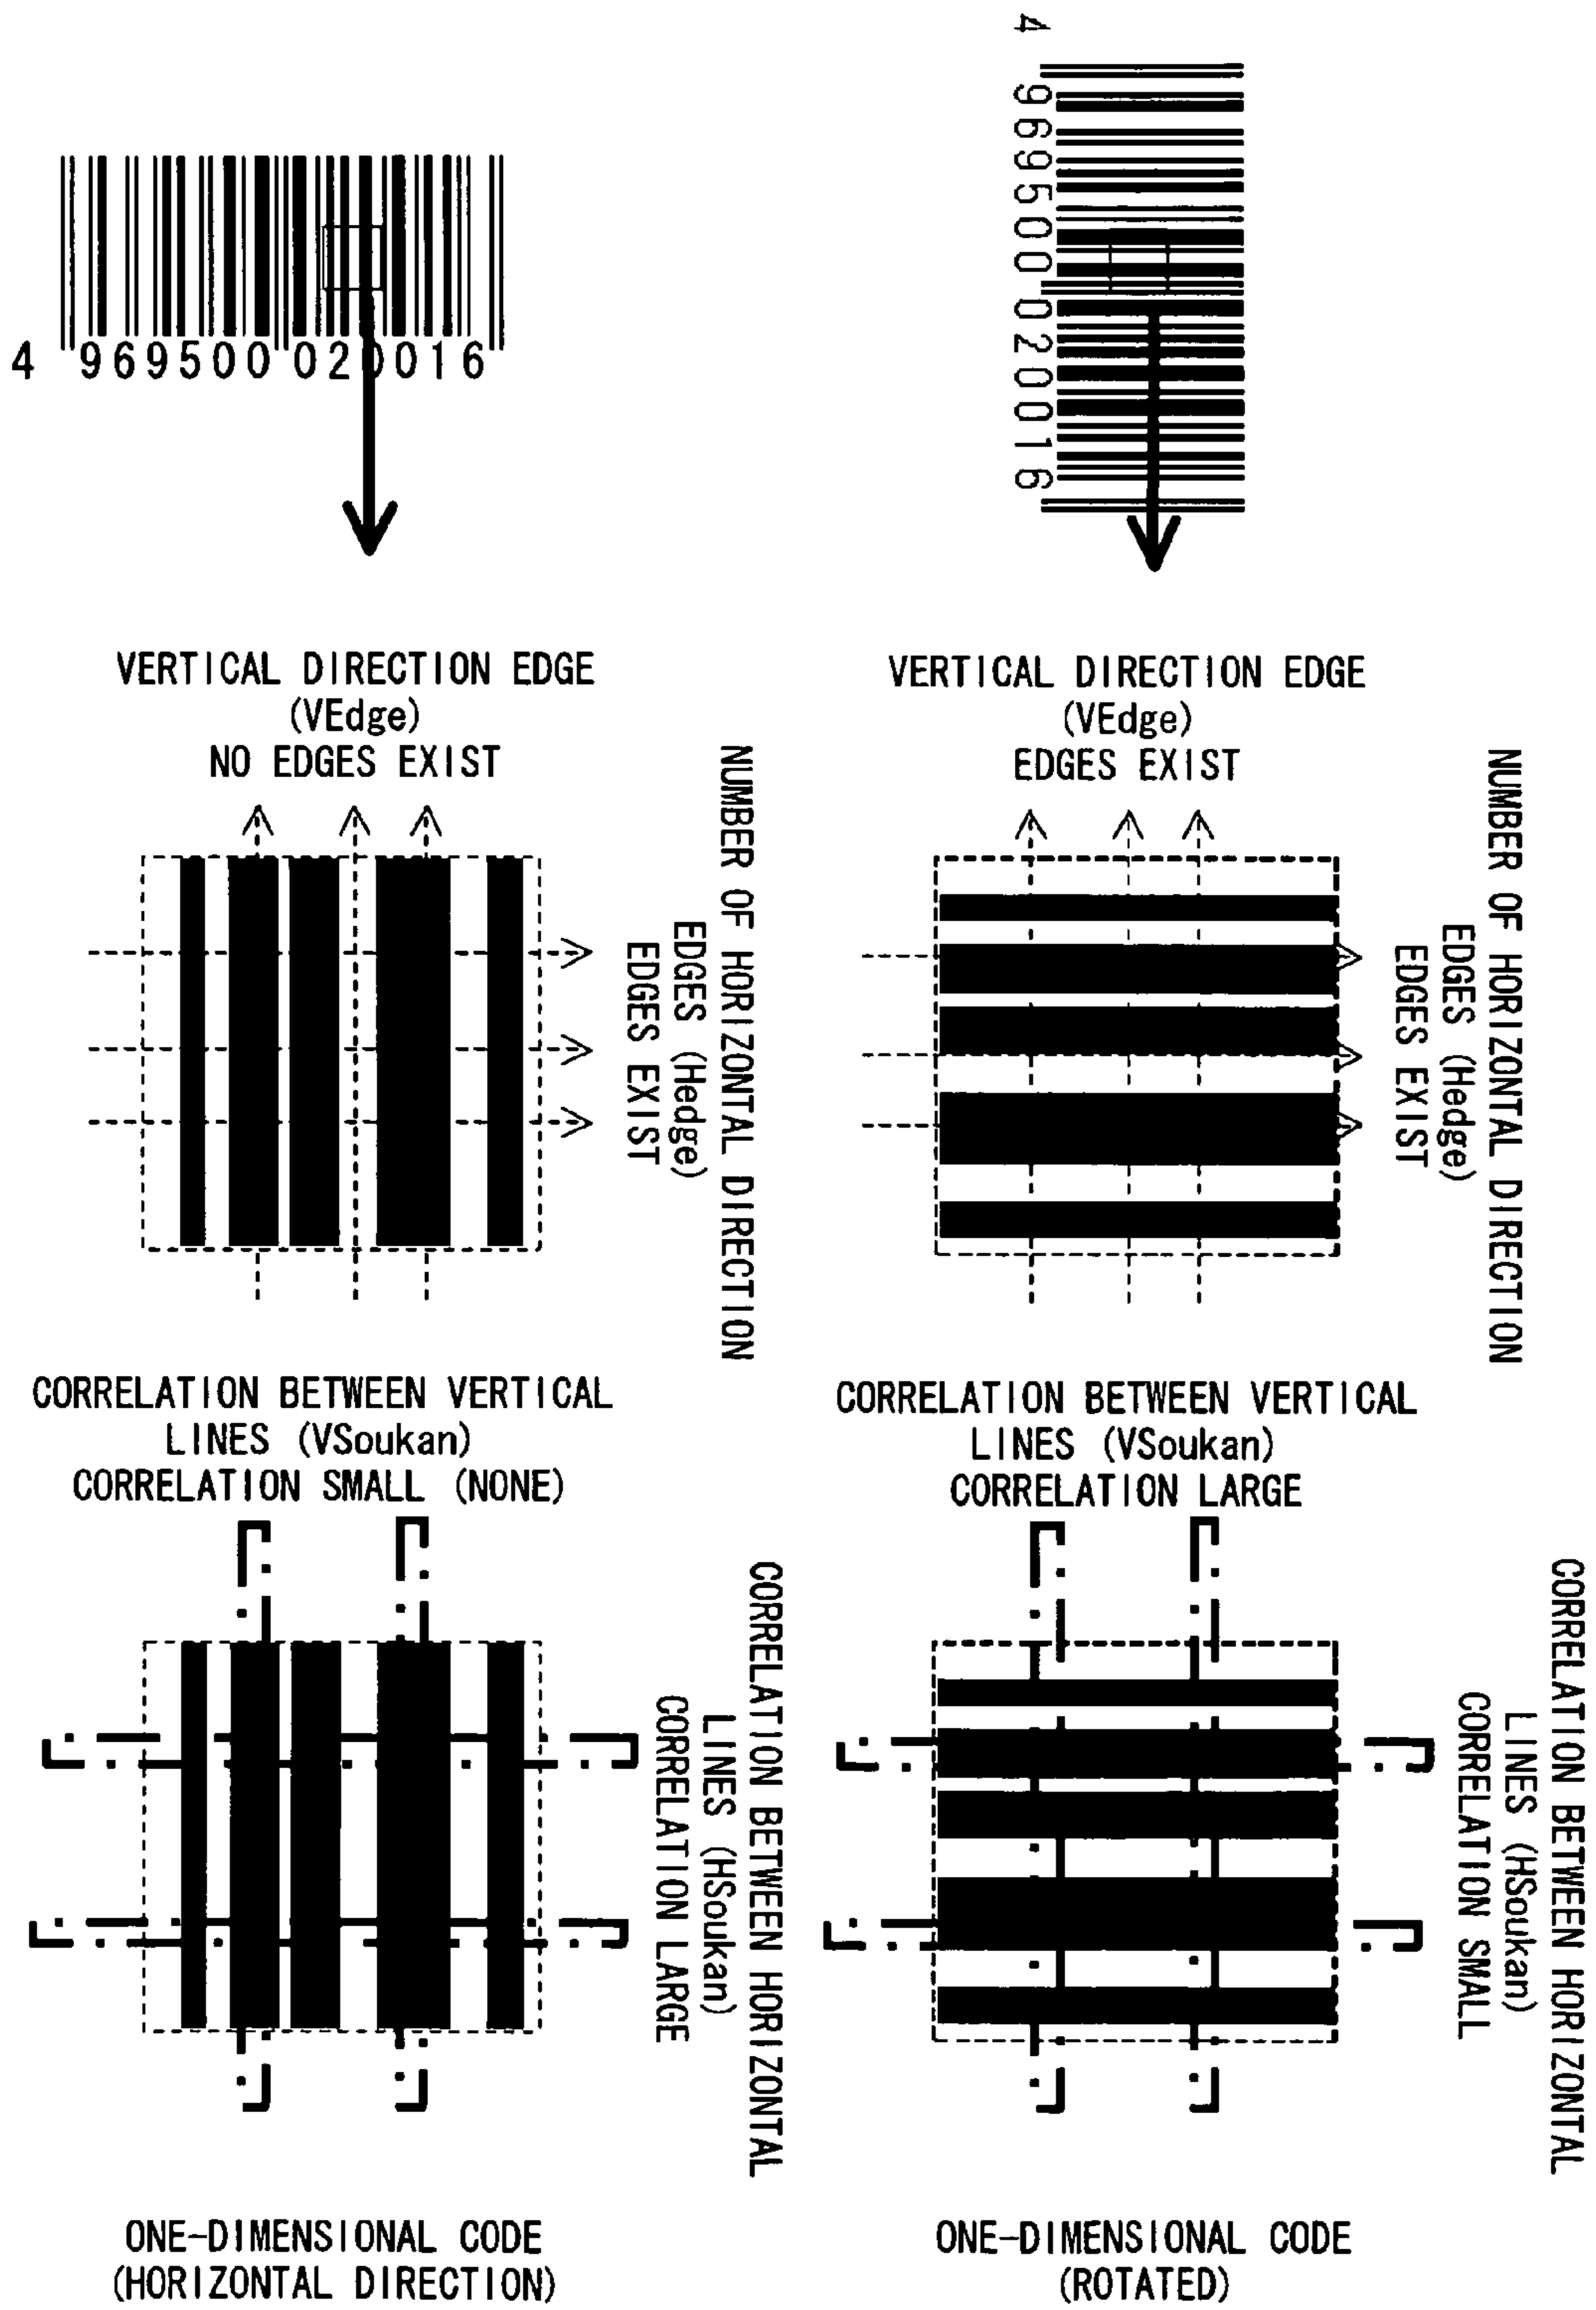 4 969500 020016
4 969500 020016
VERTICAL DIRECTION EDGE
(VEdge)
NO EDGES EXIST
NUMBER OF HORIZONTAL DIRECTION
EDGES (Hedge)
EDGES EXIST
VERTICAL DIRECTION EDGE
(VEdge)
EDGES EXIST
NUMBER OF HORIZONTAL DIRECTION
EDGES (Hedge)
EDGES EXIST
CORRELATION BETWEEN VERTICAL
LINES (VSoukan)
CORRELATION SMALL (NONE)
CORRELATION BETWEEN HORIZONTAL
LINES (HSoukan)
CORRELATION LARGE
CORRELATION BETWEEN VERTICAL
LINES (VSoukan)
CORRELATION LARGE
CORRELATION BETWEEN HORIZONTAL
LINES (HSoukan)
CORRELATION SMALL
ONE-DIMENSIONAL CODE
(HORIZONTAL DIRECTION)
ONE-DIMENSIONAL CODE
(ROTATED)